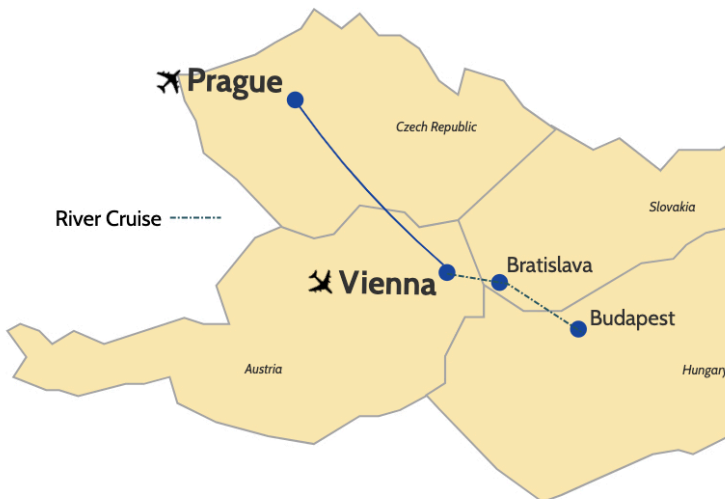 Prague
Czech Republic
River Cruise
Slovakia
Bratislava
Vienna
Budapest
Austria
Hungary